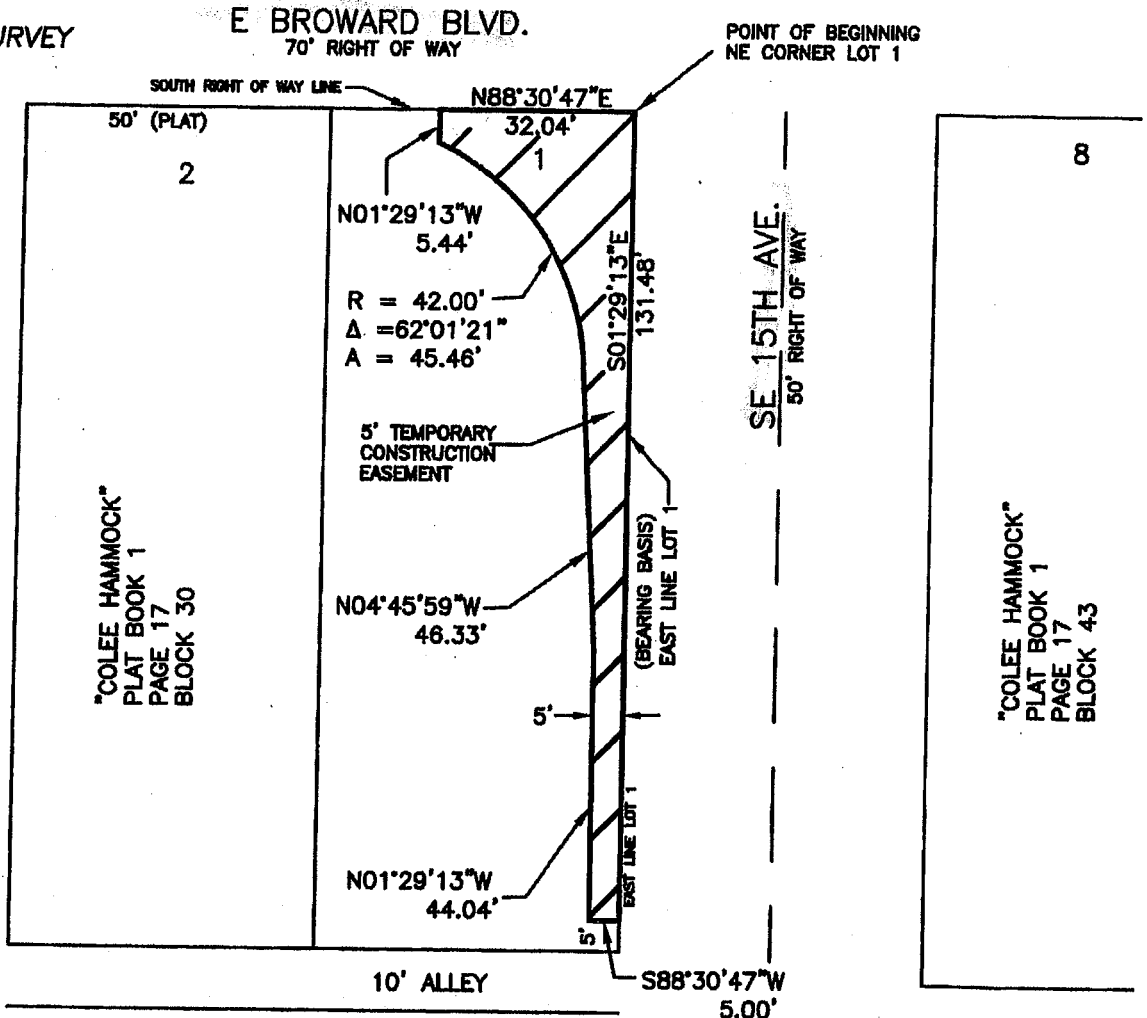 URVEY
E BROWARD BLVD.
70' RIGHT OF WAY
POINT OF BEGINNING
NE CORNER LOT 1
SOUTH RIGHT OF WAY LINE
N88°30'47"E
32.04'
50' (PLAT)
1
2
8
N01°29'13"W
5.44'
R = 42.00'
Δ =62°01'21"
A = 45.46'
S01°29'13"E
131.48'
SE 15TH AVE.
50' RIGHT OF WAY
5' TEMPORARY
CONSTRUCTION
EASEMENT
"COLEE HAMMOCK"
PLAT BOOK 1
PAGE 17
BLOCK 30
N04°45'59"W
46.33'
(BEARING BASIS)
EAST LINE LOT 1
"COLEE HAMMOCK"
PLAT BOOK 1
PAGE 17
BLOCK 43
5'
EAST LINE LOT 1
N01°29'13"W
44.04'
5'
10' ALLEY
S88°30'47"W
5.00'